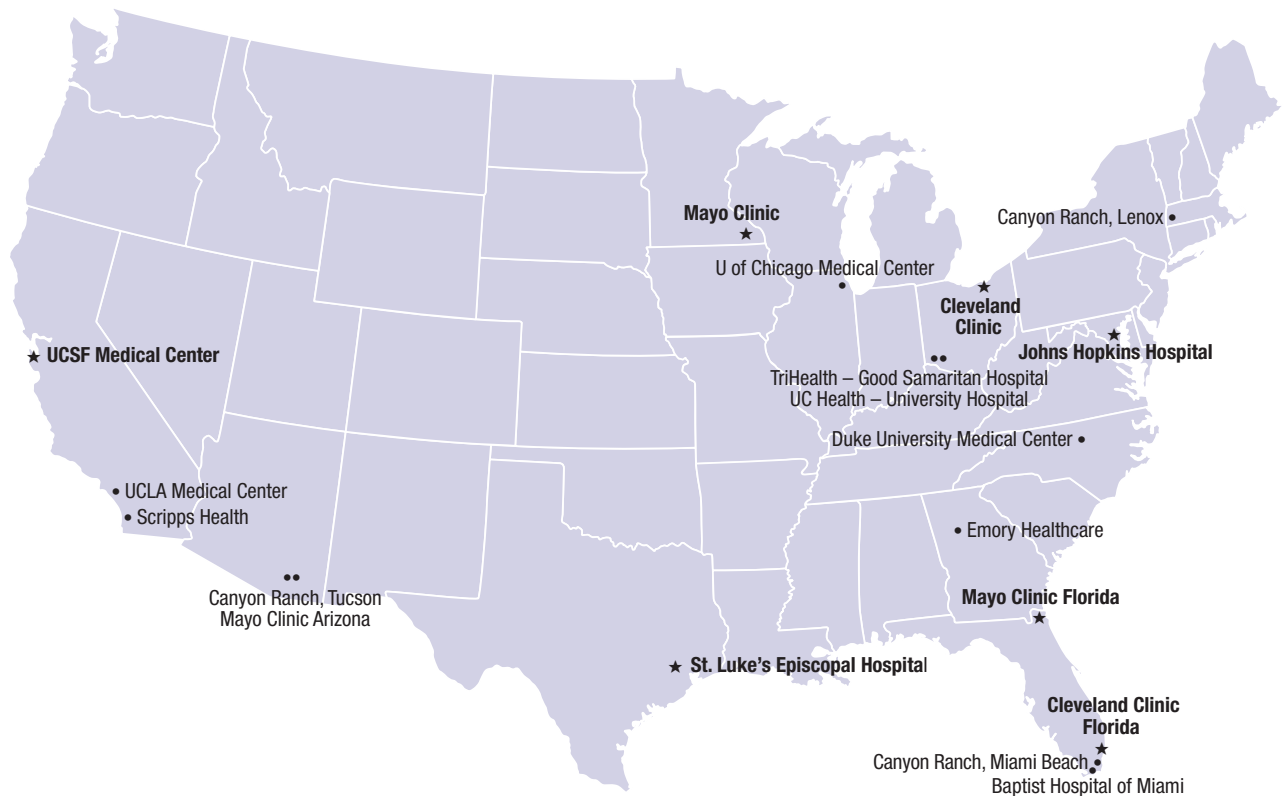 Mayo Clinic
Canyon Ranch, Lenox
U of Chicago Medical Center
Cleveland
Clinic
UCSF Medical Center
Johns Hopkins Hospital
TriHealth – Good Samaritan Hospital
UC Health – University Hospital
Duke University Medical Center
UCLA Medical Center
Scripps Health
Emory Healthcare
Canyon Ranch, Tucson
Mayo Clinic Arizona
Mayo Clinic Florida
St. Luke’s Episcopal Hospital
Cleveland Clinic
Florida
Canyon Ranch, Miami Beach
Baptist Hospital of Miami